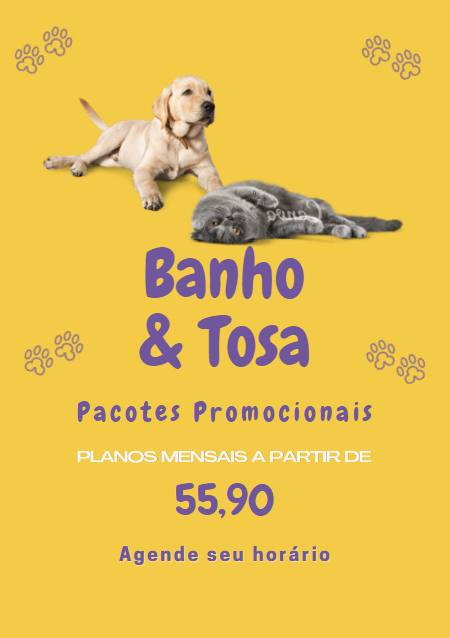 Banho
& Tosa
Pacotes Promocionais
PLANOS MENSAIS A PARTIR DE
55,90
Agende seu horário